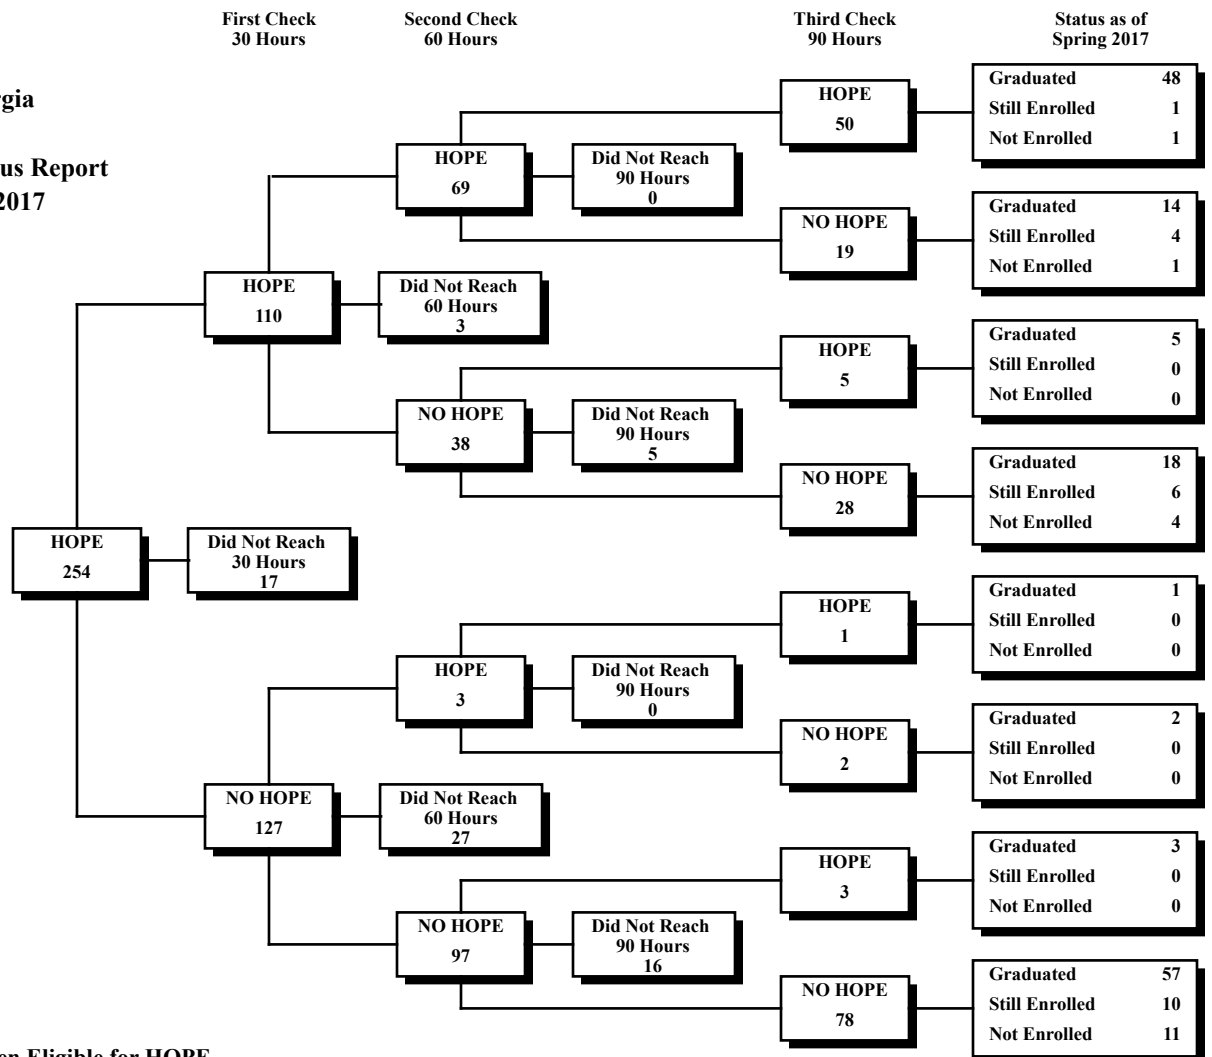 First Check
30 Hours
Second Check
60 Hours
Third Check
90 Hours
Status as of
Spring 2017
rgia
us Report
2017
HOPE
254
Did Not Reach
30 Hours
17
HOPE
110
Did Not Reach
60 Hours
3
NO HOPE
127
Did Not Reach
60 Hours
27
HOPE
69
Did Not Reach
90 Hours
0
NO HOPE
38
Did Not Reach
90 Hours
5
HOPE
3
Did Not Reach
90 Hours
0
NO HOPE
97
Did Not Reach
90 Hours
16
HOPE
50
Graduated 48
Still Enrolled 1
Not Enrolled 1
NO HOPE
19
Graduated 14
Still Enrolled 4
Not Enrolled 1
HOPE
5
Graduated 5
Still Enrolled 0
Not Enrolled 0
NO HOPE
28
Graduated 18
Still Enrolled 6
Not Enrolled 4
HOPE
1
Graduated 1
Still Enrolled 0
Not Enrolled 0
NO HOPE
2
Graduated 2
Still Enrolled 0
Not Enrolled 0
HOPE
3
Graduated 3
Still Enrolled 0
Not Enrolled 0
NO HOPE
78
Graduated 57
Still Enrolled 10
Not Enrolled 11
en Eligible for HOPE